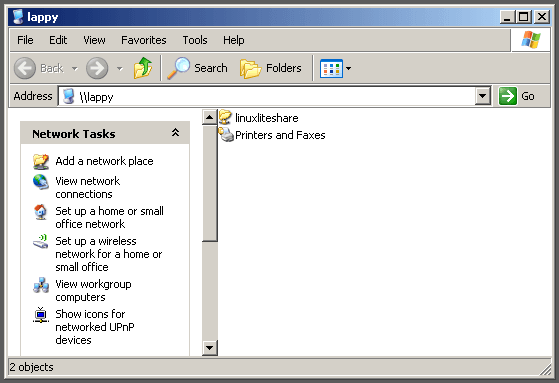 lappy
File Edit View Favorites Tools Help
Back Search Folders
Address \\lappy Go
Network Tasks
Add a network place
View network
connections
Set up a home or small
office network
Set up a wireless
network for a home or
small office
View workgroup
computers
Show icons for
networked UPnP
devices
linuxliteshare
Printers and Faxes
2 objects